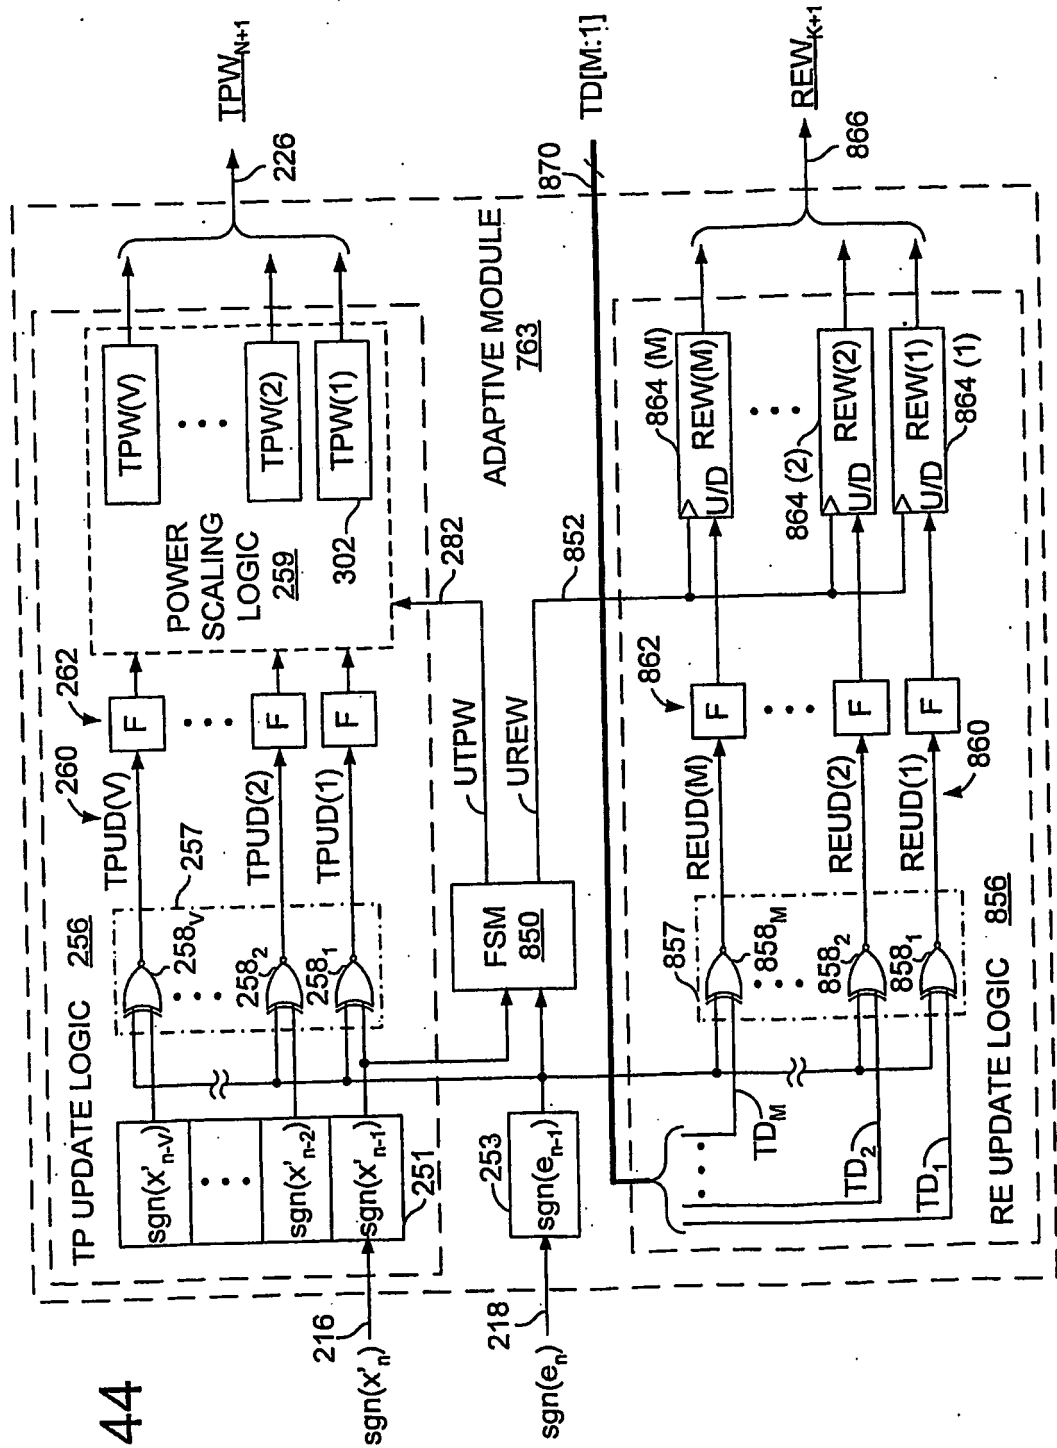 44
TP UPDATE LOGIC 256
sgn(x'n-V)
sgn(x'n-2)
sgn(x'n-1)
251
216
sgn(x'n)
258V
258₂
258₁
257
260
TPUD(V)
TPUD(2)
TPUD(1)
262
F
F
F
POWER
SCALING
LOGIC
259
302
TPW(V)
TPW(2)
TPW(1)
226
TPWN+1
ADAPTIVE MODULE
763
218
sgn(en)
253
sgn(en-1)
FSM
850
UTPW
UREW
282
852
870
TD[M:1]
RE UPDATE LOGIC 856
TDM
TD₂
TD₁
857
858M
858₂
858₁
REUD(M)
REUD(2)
REUD(1)
860
862
F
F
F
864 (M)
REW(M)
U/D
864 (2)
REW(2)
U/D
864 (1)
REW(1)
U/D
866
REWK+1